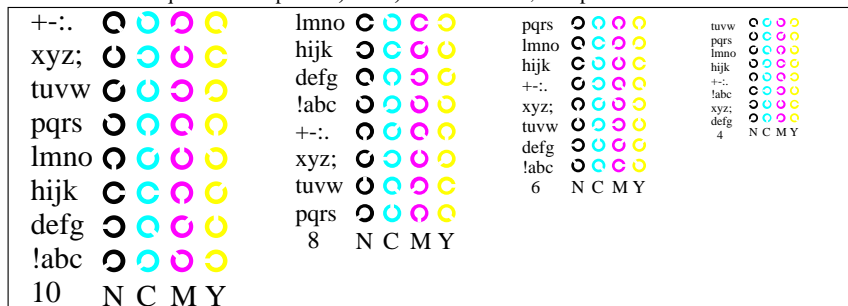 +-:.
xyz;
tuvw
pqrs
lmno
hijk
defg
!abc
10 N C M Y
lmno
hijk
defg
!abc
+-:.
xyz;
tuvw
pqrs
8 N C M Y
pqrs
lmno
hijk
+-:.
xyz;
tuvw
defg
!abc
6 N C M Y
tuvw
pqrs
lmno
hijk
+-:.
!abc
xyz;
defg
4 N C M Y